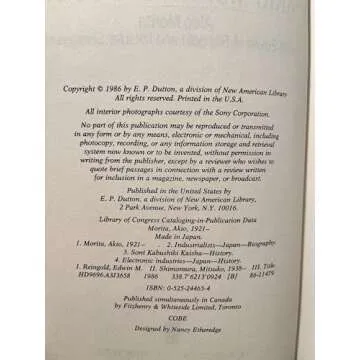 Copyright © 1986 by E. P. Dutton, a division of New American Library
All rights reserved. Printed in the U.S.A.
All interior photographs courtesy of the Sony Corporation.
No part of this publication may be reproduced or transmitted
in any form or by any means, electronic or mechanical, including
photocopy, recording, or any information storage and retrieval
system now known or to be invented, without permission in
writing from the publisher, except by a reviewer who wishes to
quote brief passages in connection with a review written
for inclusion in a magazine, newspaper, or broadcast.
Published in the United States by
E. P. Dutton, a division of New American Library,
2 Park Avenue, New York, N.Y. 10016.
Library of Congress Cataloging-in-Publication Data
Morita, Akio, 1921–
Made in Japan.
1. Morita, Akio, 1921– . 2. Industrialists—Japan—Biography.
3. Soni Kabushiki Kaisha—History.
4. Electronic industries—Japan—History.
I. Reingold, Edwin M. II. Shimomura, Mitsuko, 1938– III. Title
HD9696.A3J3658 1986 338.7'6213'0924 [B] 86-11479
ISBN: 0-525-24465-4
Published simultaneously in Canada
by Fitzhenry & Whiteside Limited, Toronto
COBE
Designed by Nancy Etheredge